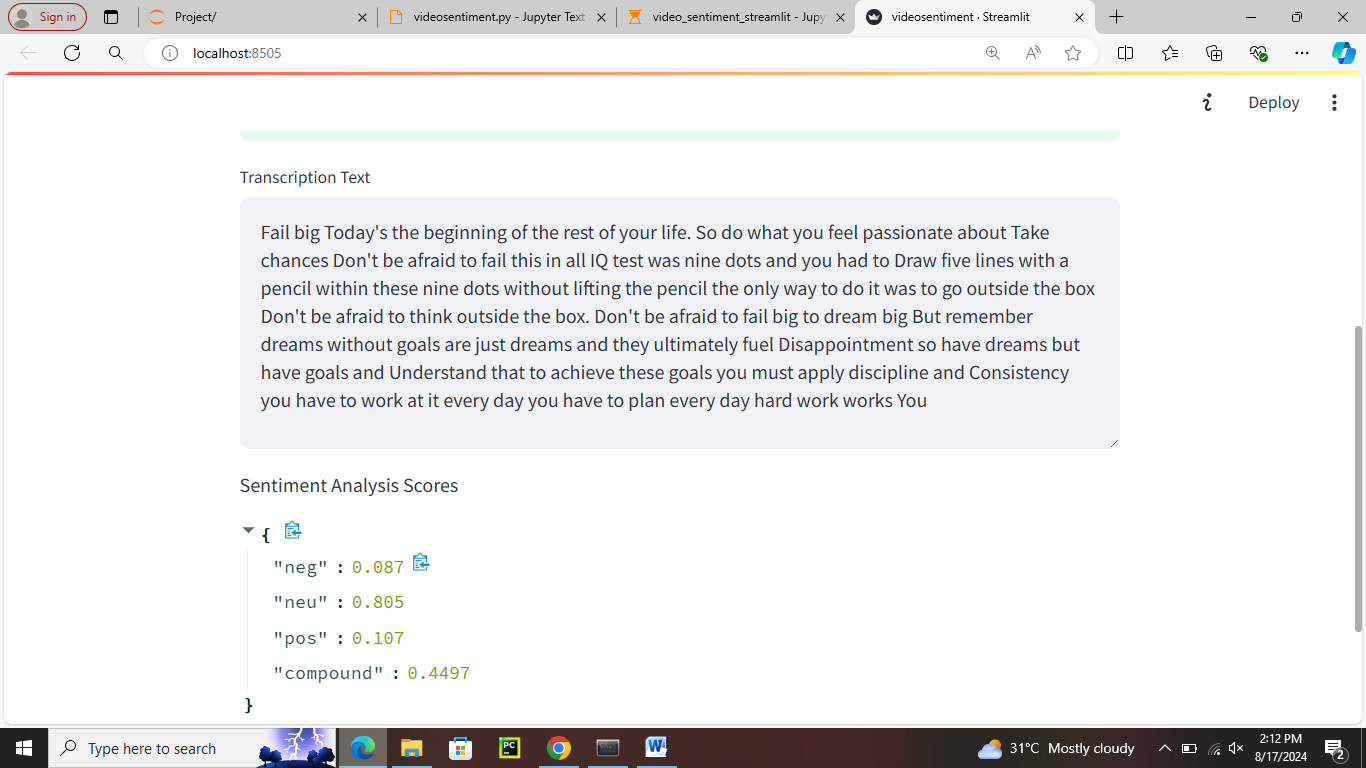 Sign in
Project/
videosentiment.py - Jupyter Text
video_sentiment_streamlit - Jupy
videosentiment · Streamlit
localhost:8505
Deploy
Transcription Text
Fail big Today's the beginning of the rest of your life. So do what you feel passionate about Take
chances Don't be afraid to fail this in all IQ test was nine dots and you had to Draw five lines with a
pencil within these nine dots without lifting the pencil the only way to do it was to go outside the box
Don't be afraid to think outside the box. Don't be afraid to fail big to dream big But remember
dreams without goals are just dreams and they ultimately fuel Disappointment so have dreams but
have goals and Understand that to achieve these goals you must apply discipline and Consistency
you have to work at it every day you have to plan every day hard work works You
Sentiment Analysis Scores
{
"neg" : 0.087
"neu" : 0.805
"pos" : 0.107
"compound" : 0.4497
}
Type here to search
31°C Mostly cloudy
2:12 PM
8/17/2024
2